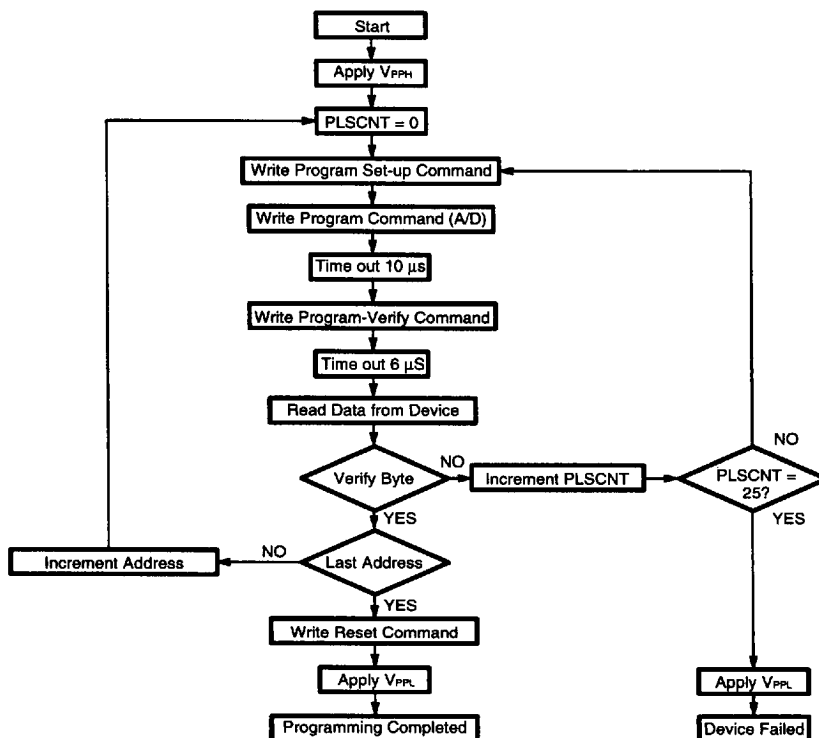 Start
Apply VPPH
PLSCNT = 0
Write Program Set-up Command
Write Program Command (A/D)
Time out 10 µs
Write Program-Verify Command
Time out 6 µS
Read Data from Device
Verify Byte
NO
Increment PLSCNT
PLSCNT =
25?
NO
YES
YES
Last Address
NO
Increment Address
YES
Write Reset Command
Apply VPPL
Programming Completed
Apply VPPL
Device Failed